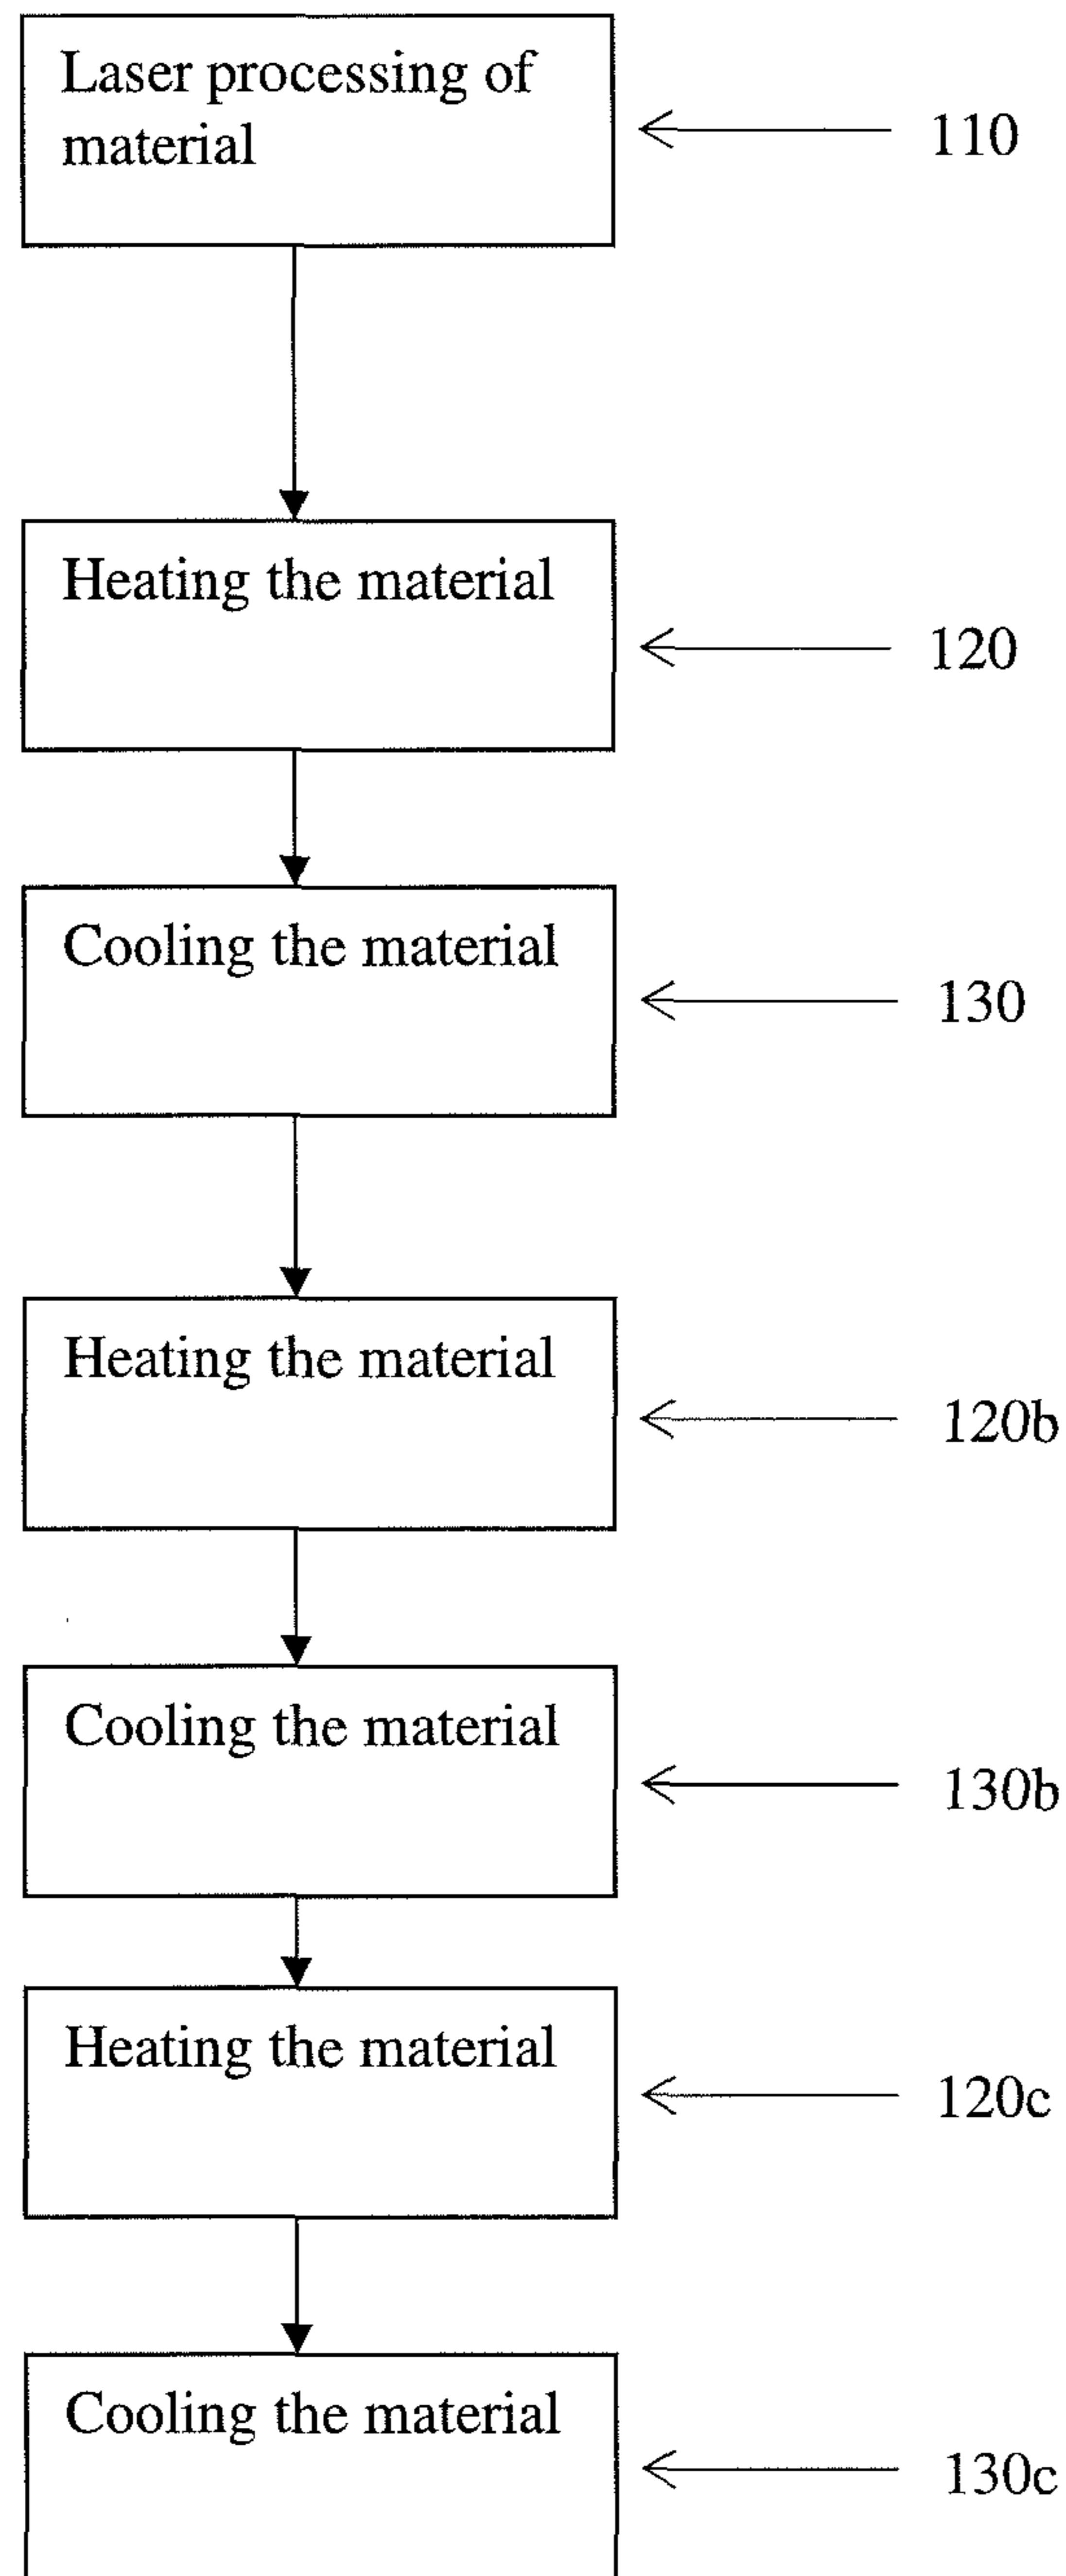 Laser processing of
material
110
Heating the material
120
Cooling the material
130
Heating the material
120b
Cooling the material
130b
Heating the material
120c
Cooling the material
130c